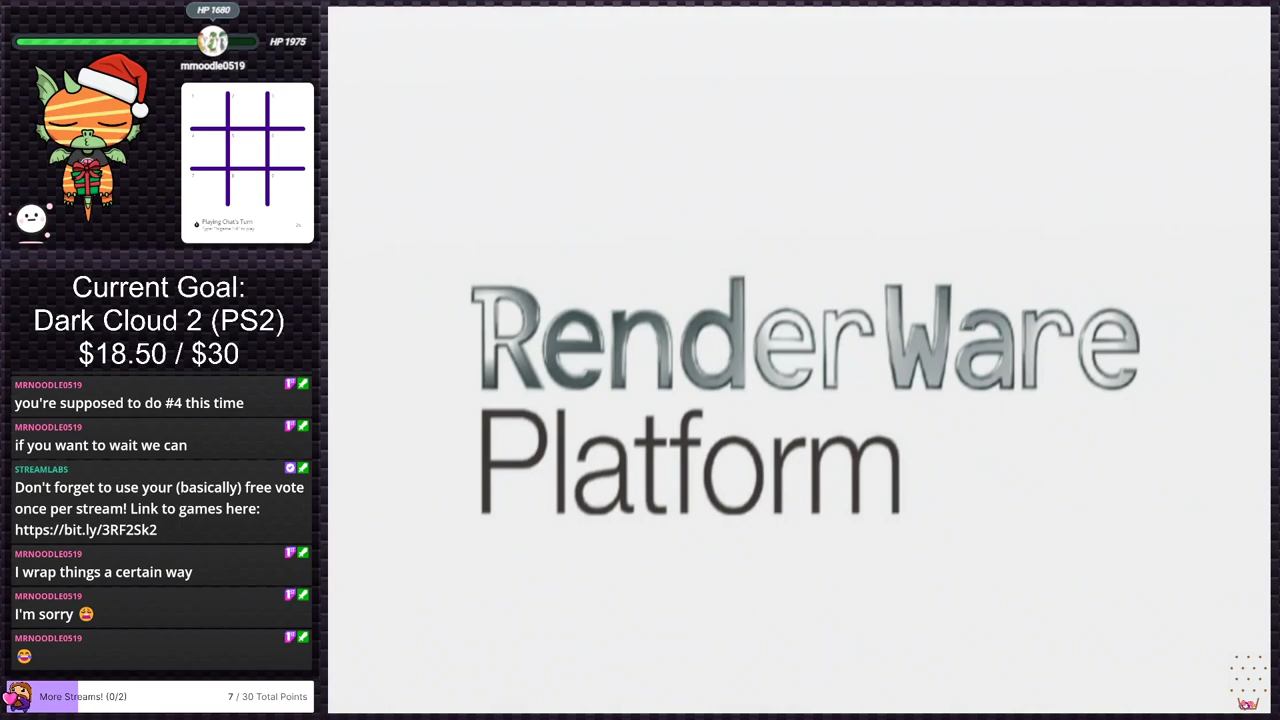 HP 1680
HP 1975
mmoodle0519
Playing Chat's Turn
Current Goal:
Dark Cloud 2 (PS2)
$18.50 / $30
MRNOODLE0519
you're supposed to do #4 this time
MRNOODLE0519
if you want to wait we can
STREAMLABS
Don't forget to use your (basically) free vote
once per stream! Link to games here:
https://bit.ly/3RF2Sk2
MRNOODLE0519
I wrap things a certain way
MRNOODLE0519
I'm sorry 😩
MRNOODLE0519
😂
More Streams! (0/2)
7 / 30 Total Points
RenderWare
Platform